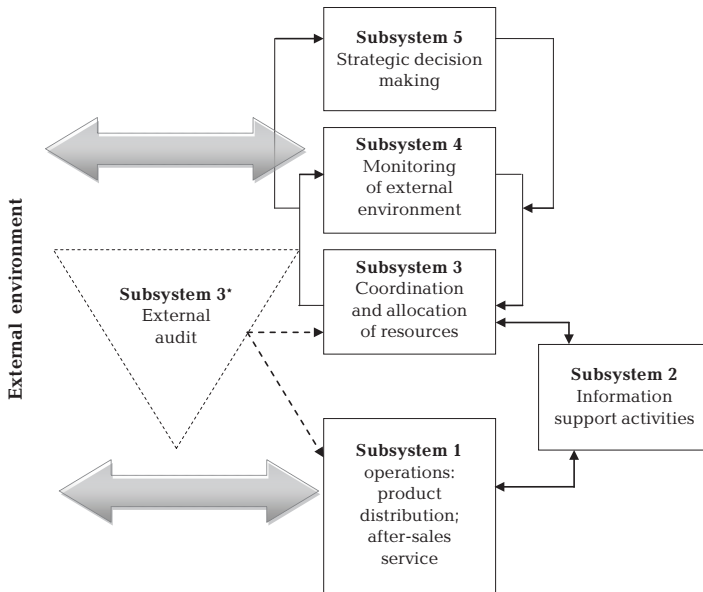 Subsystem 5
Strategic decision
making
Subsystem 4
Monitoring
of external
environment
External environment
Subsystem 3*
External
audit
Subsystem 3
Coordination
and allocation
of resources
Subsystem 2
Information
support activities
Subsystem 1
operations:
product
distribution;
after-sales
service